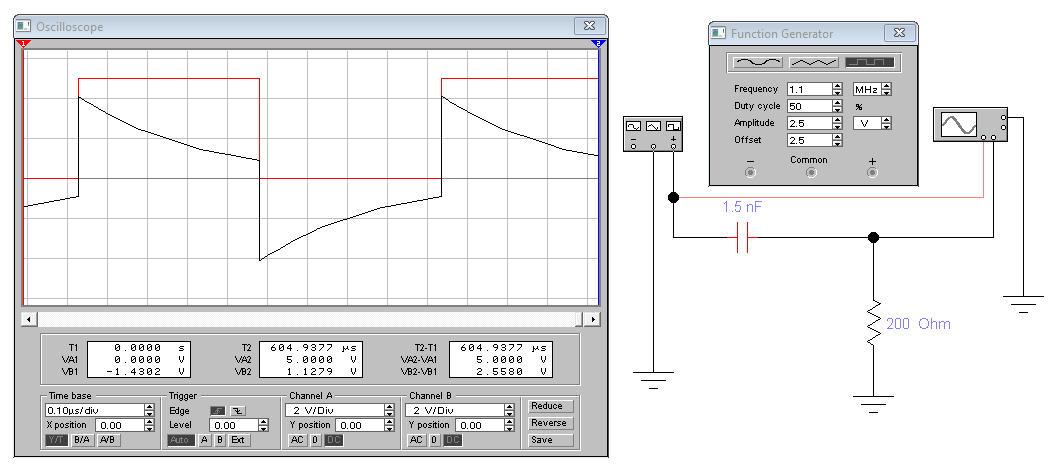 Oscilloscope
1
2
T1 0.0000 s
VA1 0.0000 V
VB1 -1.4302 V
T2 604.9377 µs
VA2 5.0000 V
VB2 1.1279 V
T2-T1 604.9377 µs
VA2-VA1 5.0000 V
VB2-VB1 2.5580 V
Time base
0.10µs/div
X position 0.00
Y/T B/A A/B
Trigger
Edge
Level 0.00
Auto A B Ext
Channel A
2 V/Div
Y position 0.00
AC 0 DC
Channel B
2 V/Div
Y position 0.00
AC 0 DC
Reduce
Reverse
Save
Function Generator
Frequency 1.1 MHz
Duty cycle 50 %
Amplitude 2.5 V
Offset 2.5
− Common +
− +
1.5 nF
200 Ohm